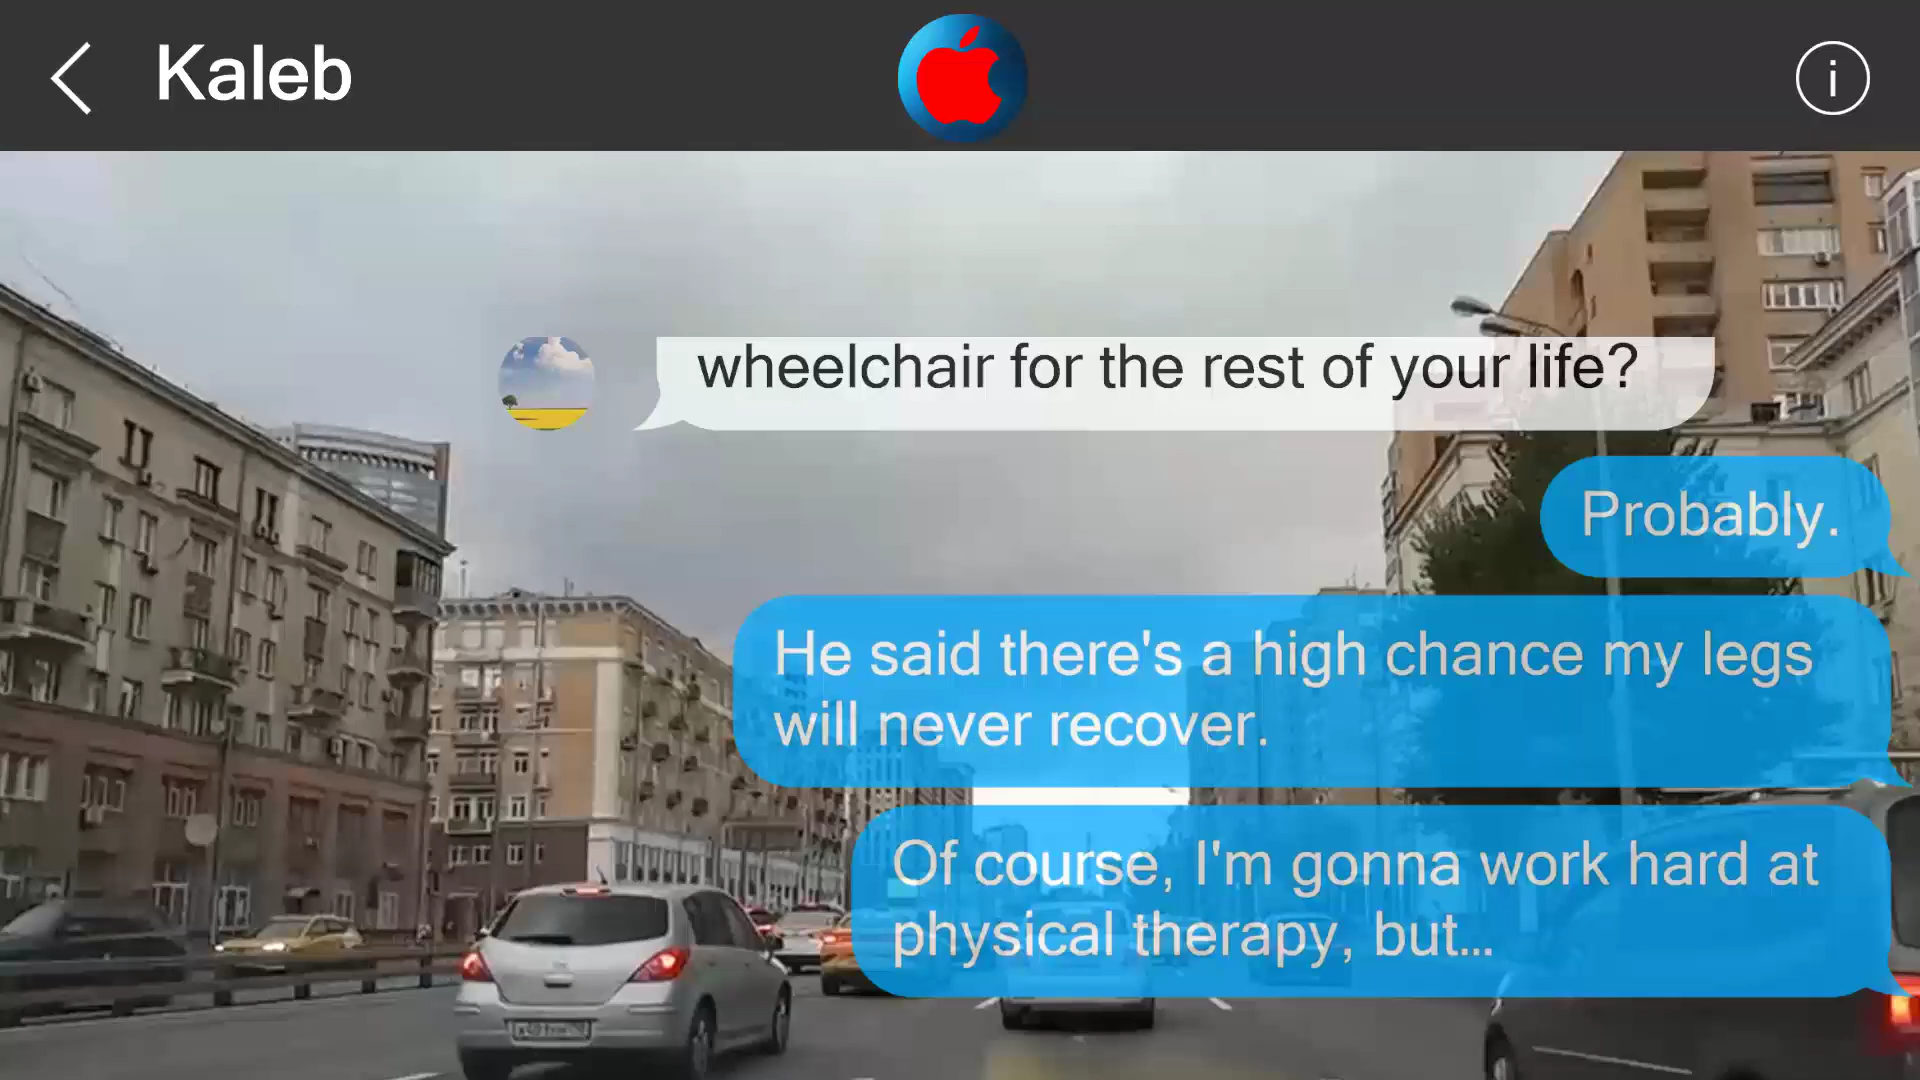 Kaleb
wheelchair for the rest of your life?
Probably.
He said there's a high chance my legs
will never recover.
Of course, I'm gonna work hard at
physical therapy, but...